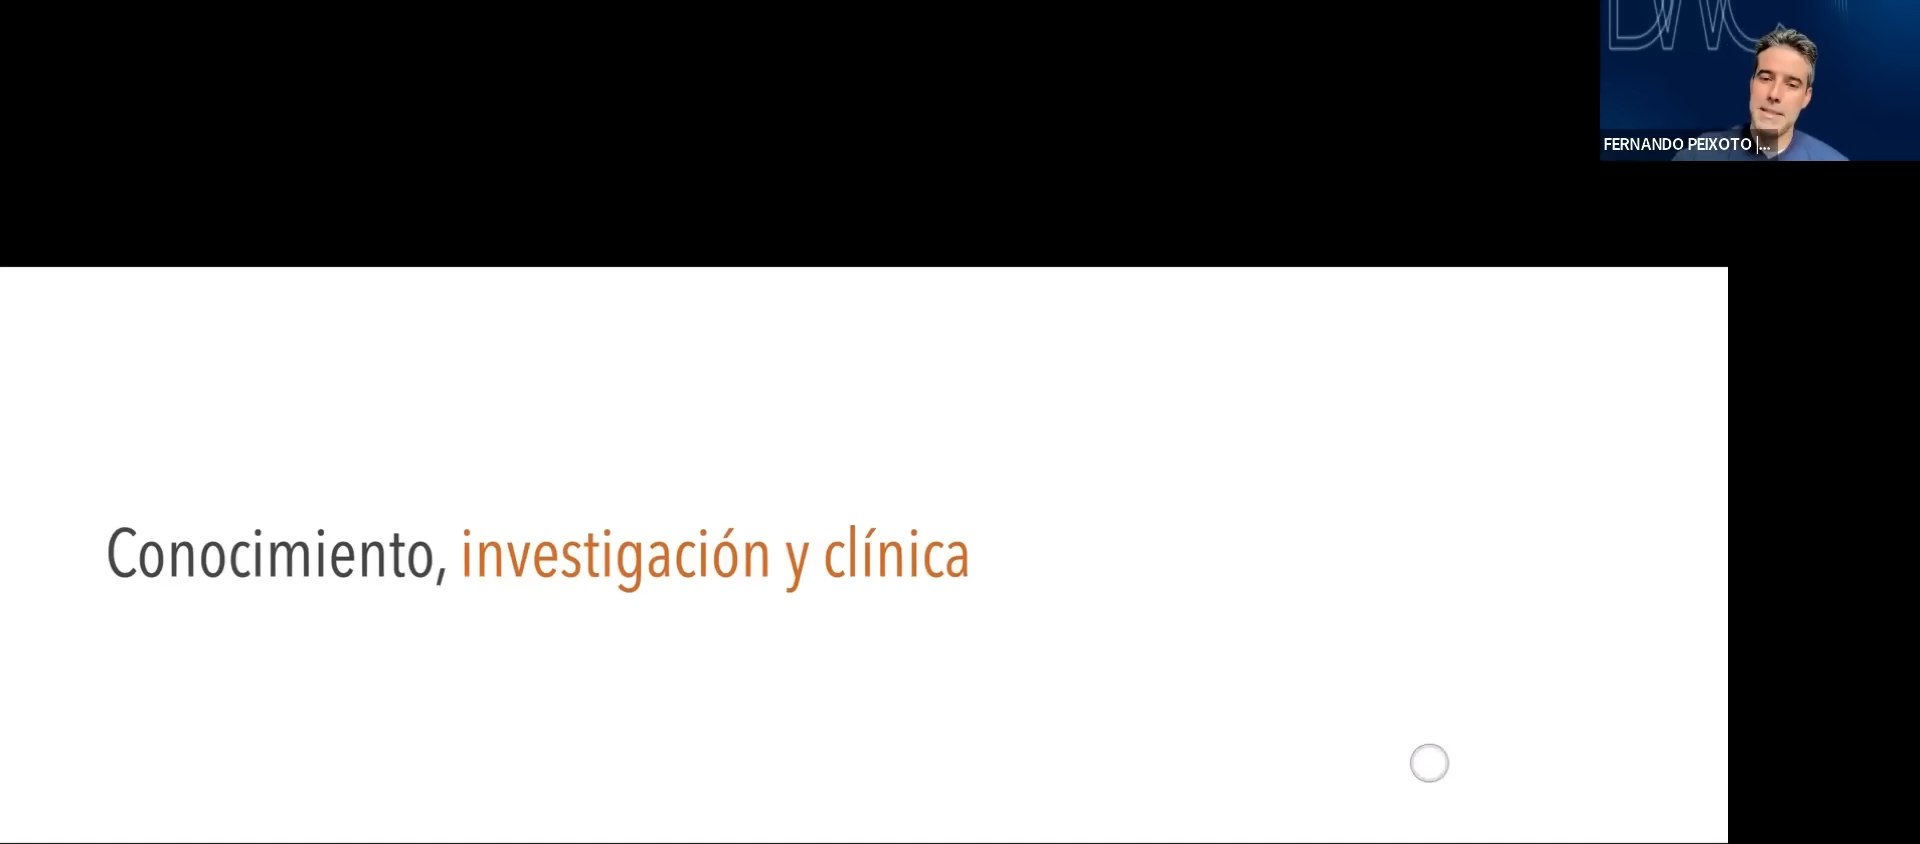 FERNANDO PEIXOTO |...
Conocimiento, investigación y clínica